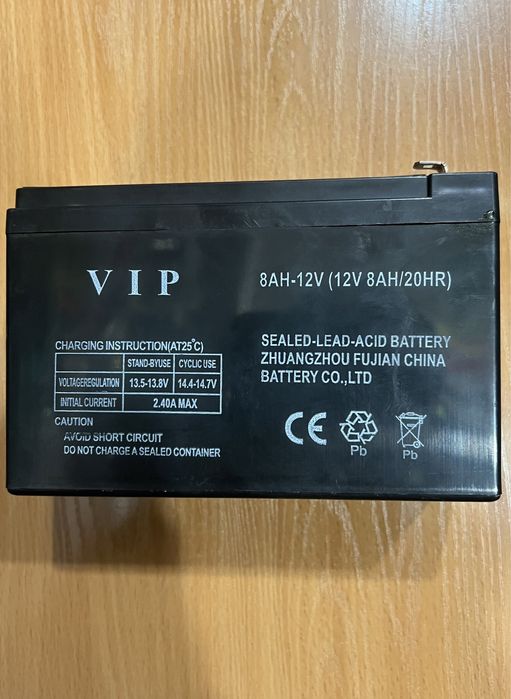 VIP
8AH-12V (12V 8AH/20HR)
CHARGING INSTRUCTION(AT25℃)
STAND-BYUSE CYCLIC USE
VOLTAGEREGULATION 13.5-13.8V 14.4-14.7V
INITIAL CURRENT 2.40A MAX
CAUTION
AVOID SHORT CIRCUIT
DO NOT CHARGE A SEALED CONTAINER
SEALED-LEAD-ACID BATTERY
ZHUANGZHOU FUJIAN CHINA
BATTERY CO.,LTD
CE
Pb Pb